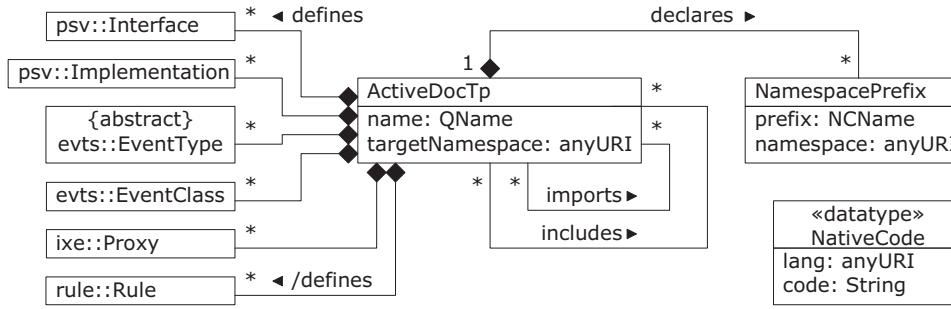 psv::Interface
* ◄ defines
declares ►
psv::Implementation
*
1
*
{abstract}
evts::EventType
*
ActiveDocTp
name: QName
targetNamespace: anyURI
*
*
NamespacePrefix
prefix: NCName
namespace: anyURI
evts::EventClass
*
*
*
imports ►
includes ►
ixe::Proxy
*
rule::Rule
* ◄ /defines
«datatype»
NativeCode
lang: anyURI
code: String